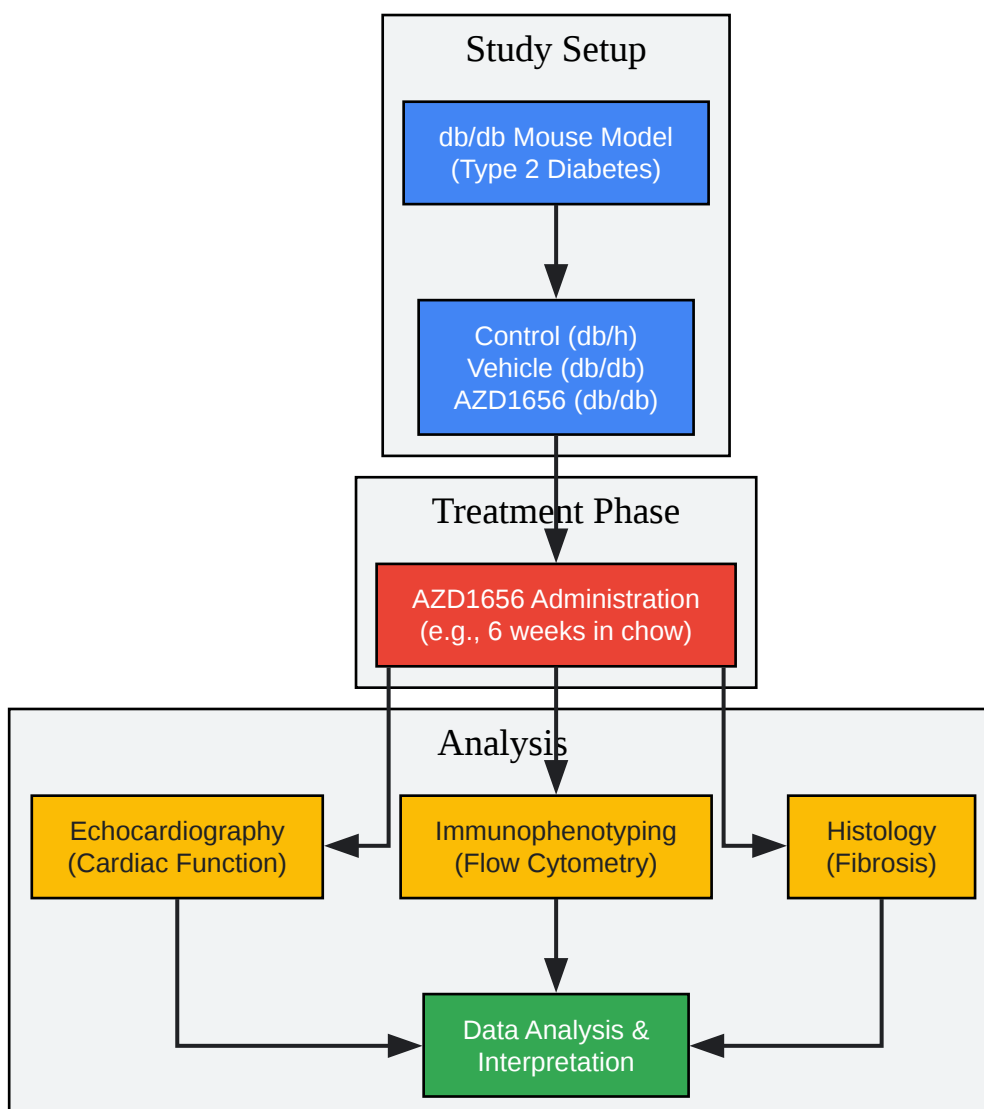 Study Setup
db/db Mouse Model
(Type 2 Diabetes)
Control (db/h)
Vehicle (db/db)
AZD1656 (db/db)
Treatment Phase
AZD1656 Administration
(e.g., 6 weeks in chow)
Analysis
Echocardiography
(Cardiac Function)
Immunophenotyping
(Flow Cytometry)
Histology
(Fibrosis)
Data Analysis &
Interpretation